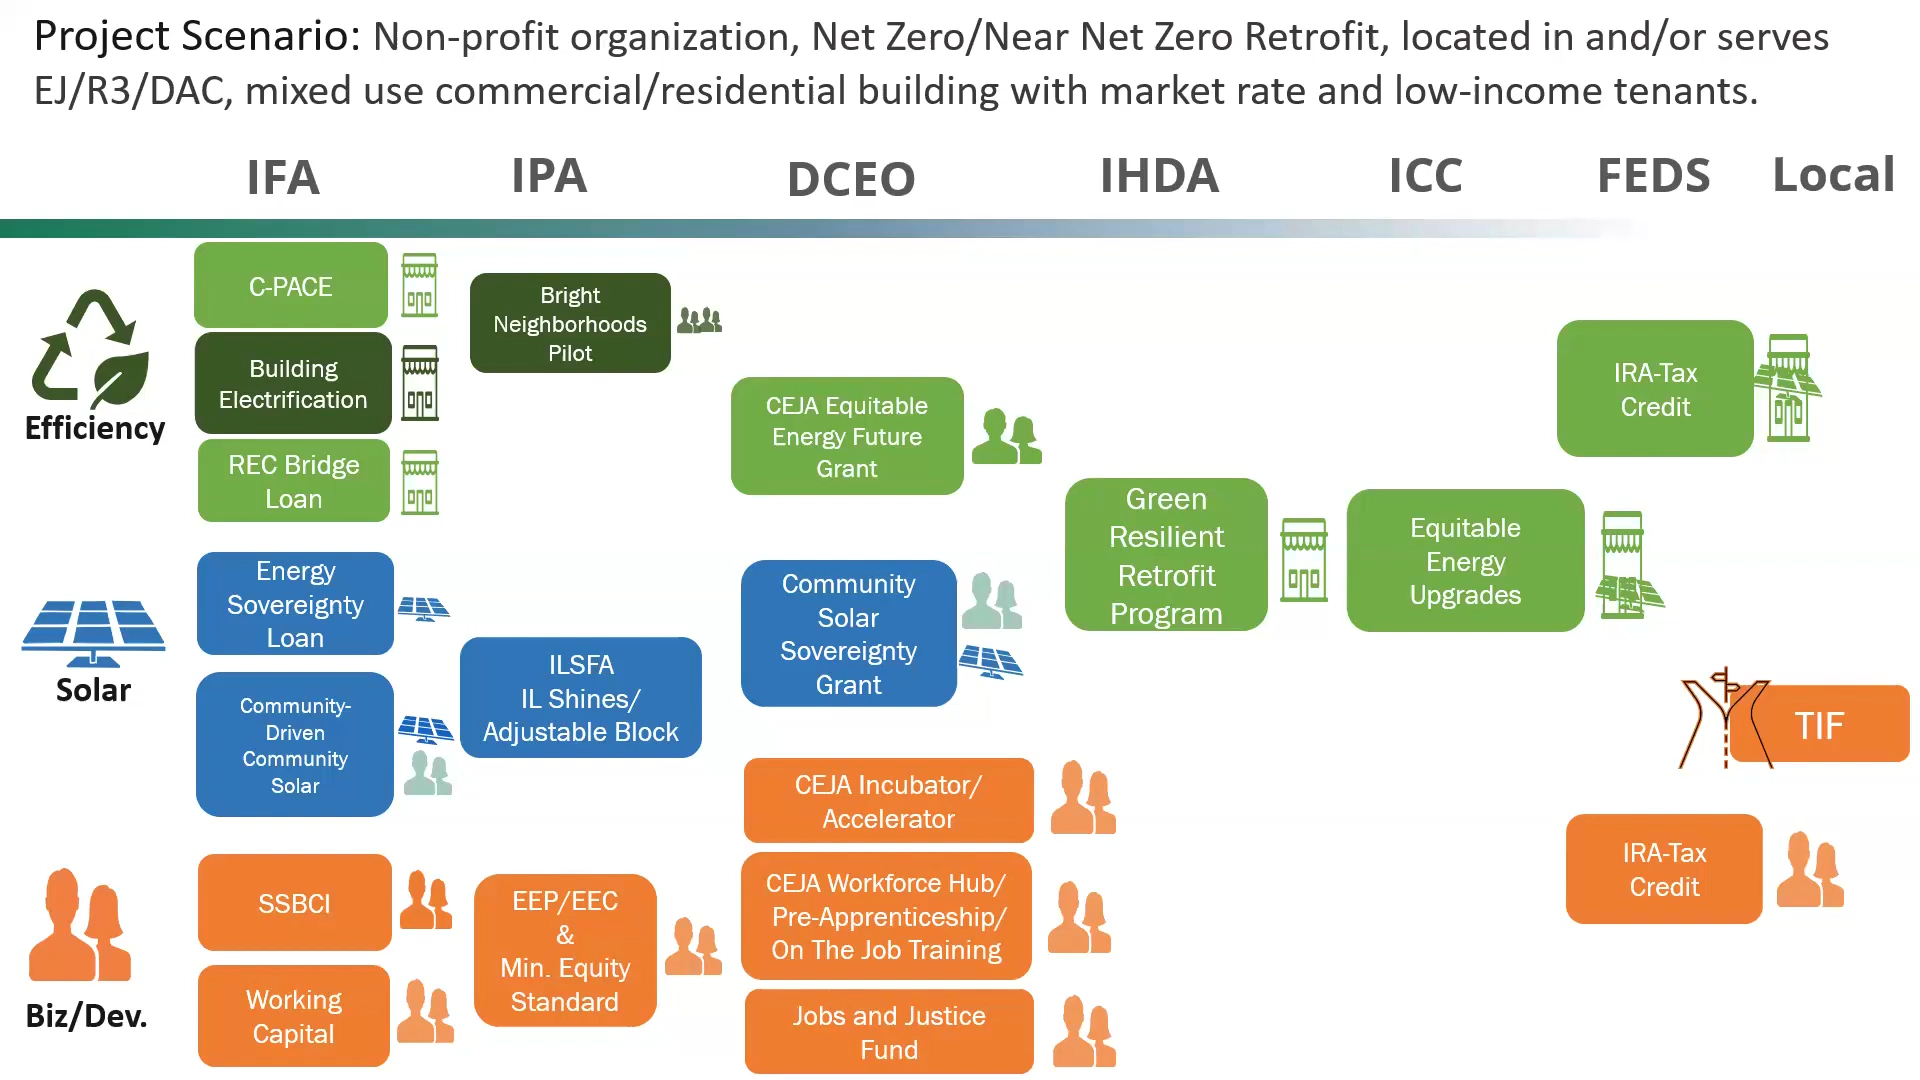 Project Scenario: Non-profit organization, Net Zero/Near Net Zero Retrofit, located in and/or serves
EJ/R3/DAC, mixed use commercial/residential building with market rate and low-income tenants.
IFA
IPA
DCEO
IHDA
ICC
FEDS
Local
Efficiency
C-PACE
Building
Electrification
REC Bridge
Loan
Bright
Neighborhoods
Pilot
CEJA Equitable
Energy Future
Grant
Green
Resilient
Retrofit
Program
Equitable
Energy
Upgrades
IRA-Tax
Credit
Solar
Energy
Sovereignty
Loan
Community-
Driven
Community
Solar
ILSFA
IL Shines/
Adjustable Block
Community
Solar
Sovereignty
Grant
TIF
Biz/Dev.
SSBCI
Working
Capital
EEP/EEC
&
Min. Equity
Standard
CEJA Incubator/
Accelerator
CEJA Workforce Hub/
Pre-Apprenticeship/
On The Job Training
Jobs and Justice
Fund
IRA-Tax
Credit